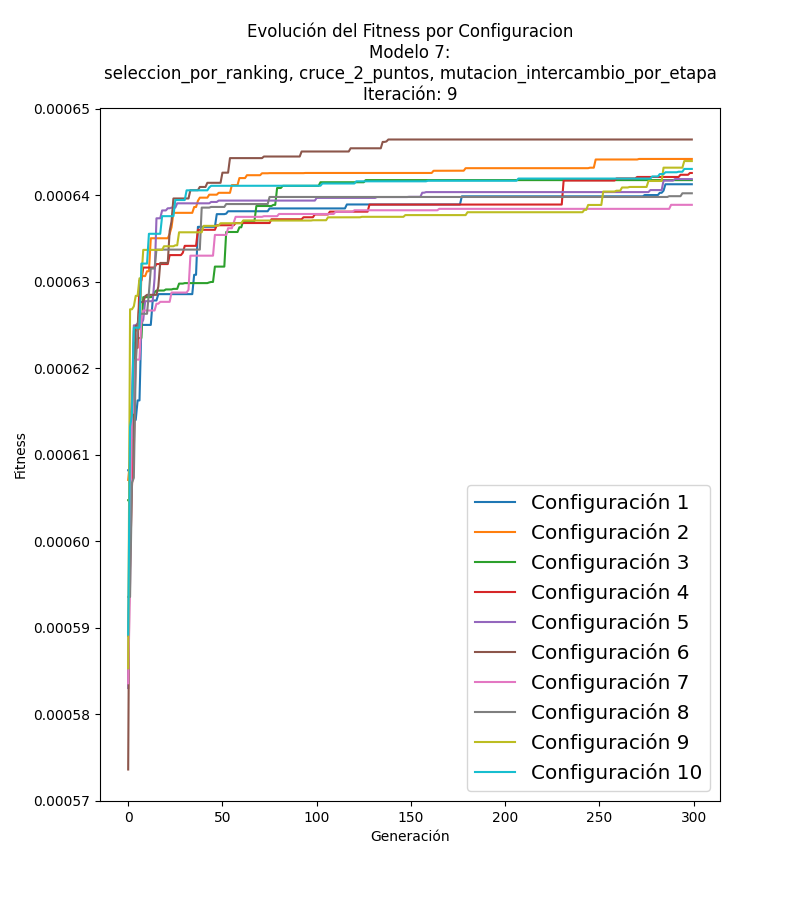 Evolución del Fitness por Configuracion
Modelo 7:
seleccion_por_ranking, cruce_2_puntos, mutacion_intercambio_por_etapa
Iteración: 9
0.00065
0.00064
0.00063
0.00062
0.00061
0.00060
0.00059
0.00058
0.00057
Fitness
Configuración 1
Configuración 2
Configuración 3
Configuración 4
Configuración 5
Configuración 6
Configuración 7
Configuración 8
Configuración 9
Configuración 10
0 50 100 150 200 250 300
Generación